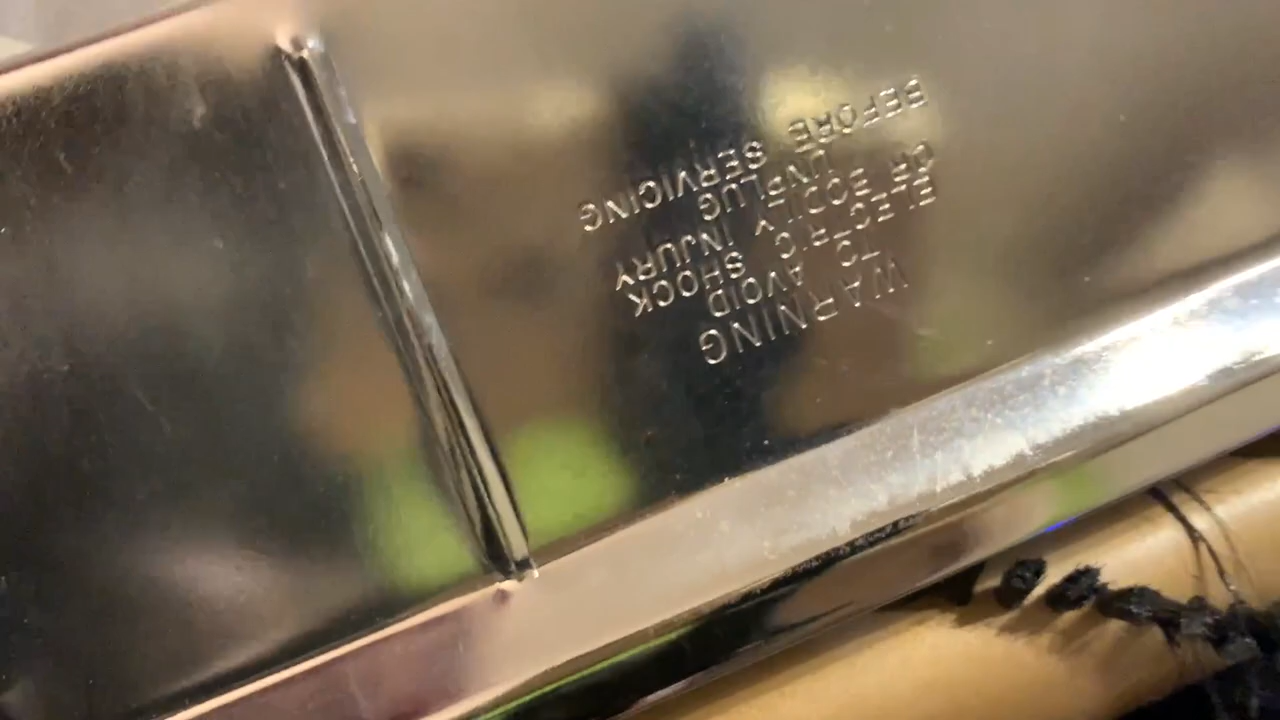 WARNING
TO AVOID
ELECTRIC SHOCK
OR BODILY INJURY
UNPLUG
BEFORE SERVICING